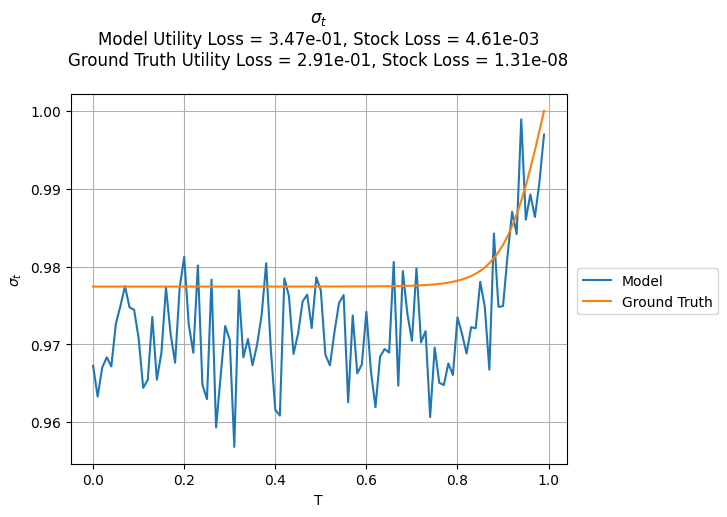 σt
Model Utility Loss = 3.47e-01, Stock Loss = 4.61e-03
Ground Truth Utility Loss = 2.91e-01, Stock Loss = 1.31e-08
1.00
0.99
0.98
0.97
0.96
σt
0.0 0.2 0.4 0.6 0.8 1.0
T
Model
Ground Truth